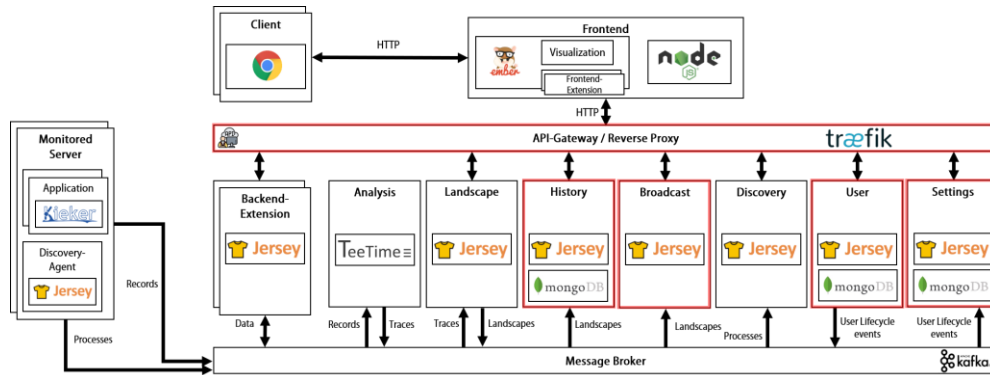 Client
Frontend
HTTP
ember
Visualization
Frontend-
Extension
node
JS
HTTP
API-Gateway / Reverse Proxy
træfik
Monitored
Server
Application
Kieker
Discovery-
Agent
Jersey
Records
Processes
Backend-
Extension
Jersey
Data
Analysis
TeeTime
Records
Traces
Landscape
Jersey
Traces
Landscapes
History
Jersey
mongoDB
Landscapes
Broadcast
Jersey
Landscapes
Discovery
Jersey
Processes
User
Jersey
mongoDB
User Lifecycle
events
Settings
Jersey
mongoDB
User Lifecycle
events
Message Broker
kafka